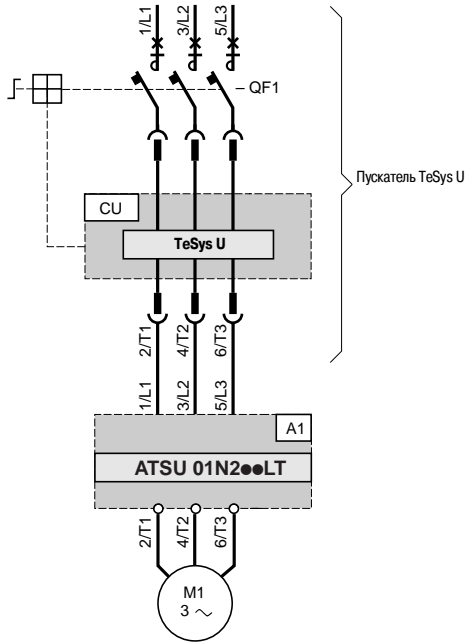 1/L1 3/L2 5/L3
QF1
Пускатель TeSys U
CU
TeSys U
2/T1 4/T2 6/T3
1/L1 3/L2 5/L3
A1
ATSU 01N2●●LT
2/T1 4/T2 6/T3
M1
3 ~